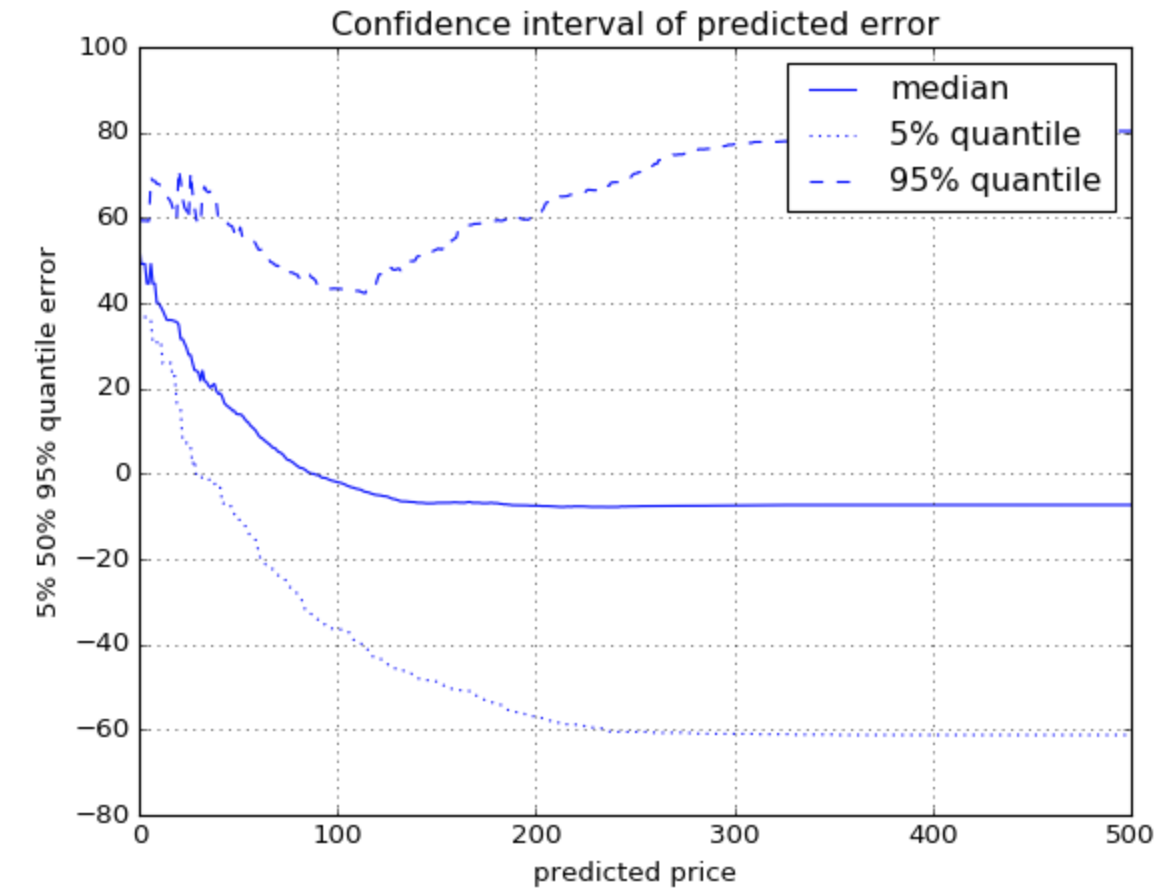 Confidence interval of predicted error
100
80
60
40
20
0
−20
−40
−60
−80
5% 50% 95% quantile error
median
5% quantile
95% quantile
0 100 200 300 400 500
predicted price